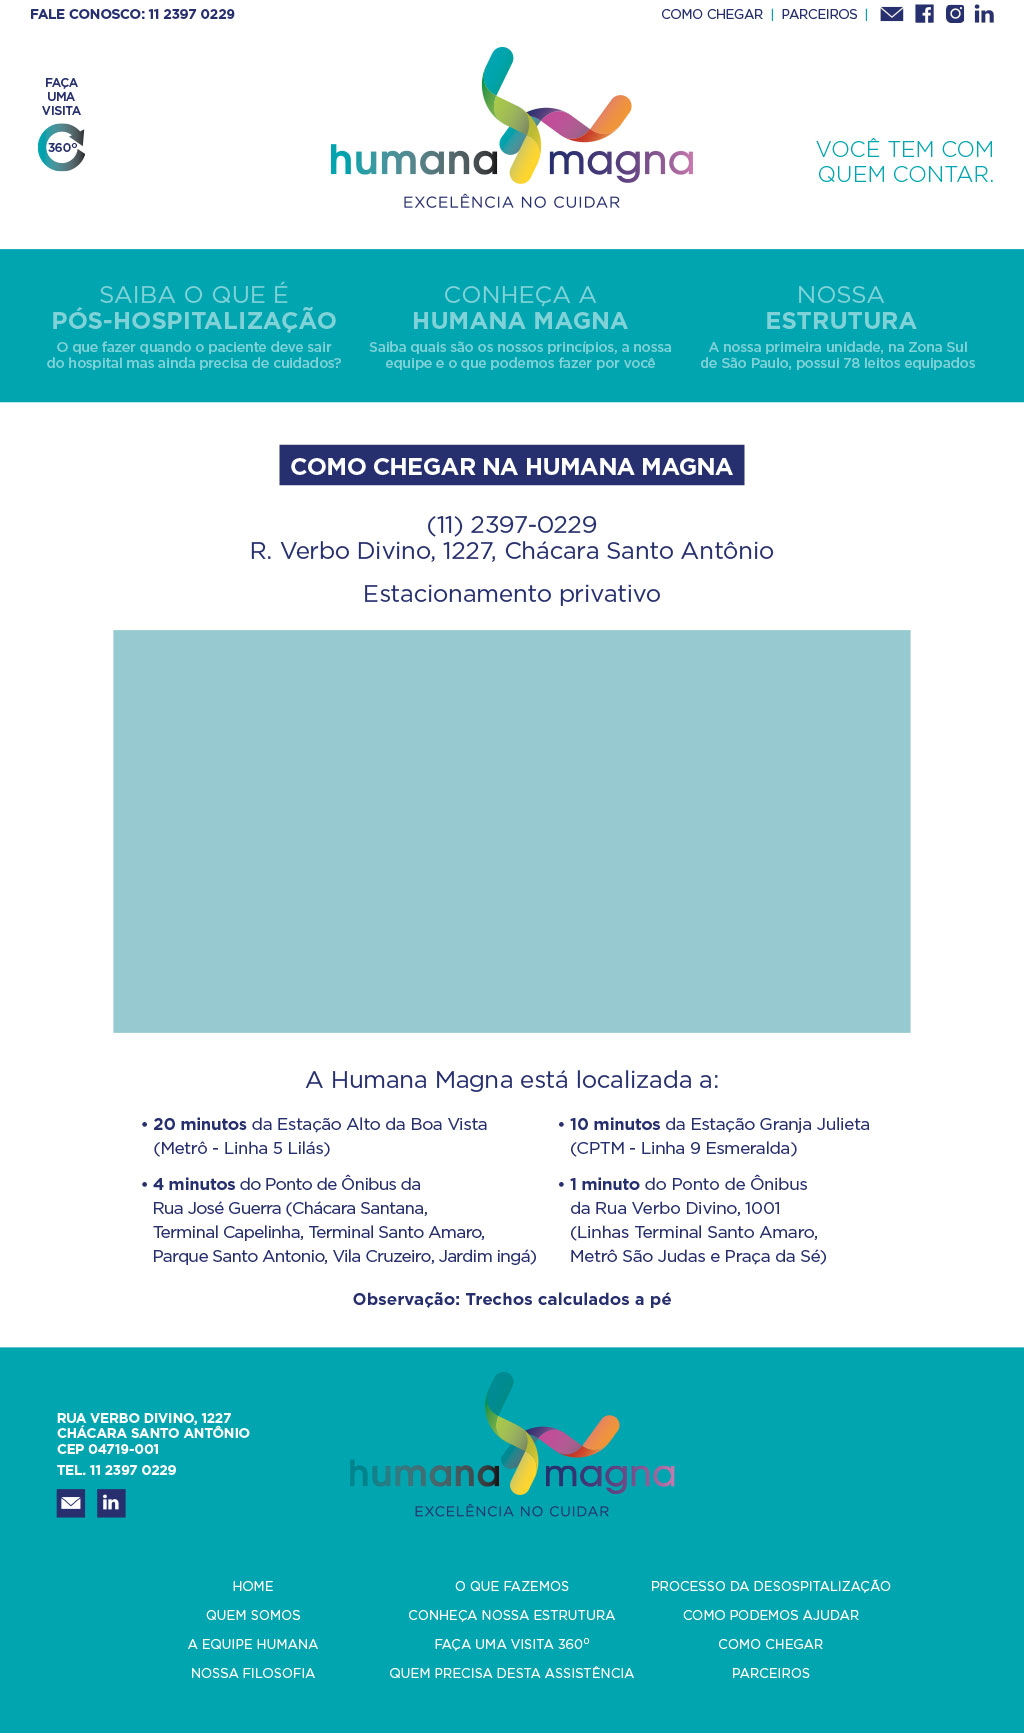 FALE CONOSCO: 11 2397 0229
COMO CHEGAR | PARCEIROS |
FAÇA
UMA
VISITA
360º
humana magna
EXCELÊNCIA NO CUIDAR
VOCÊ TEM COM
QUEM CONTAR.
SAIBA O QUE É
PÓS-HOSPITALIZAÇÃO
O que fazer quando o paciente deve sair
do hospital mas ainda precisa de cuidados?
CONHEÇA A
HUMANA MAGNA
Saiba quais são os nossos princípios, a nossa
equipe e o que podemos fazer por você
NOSSA
ESTRUTURA
A nossa primeira unidade, na Zona Sul
de São Paulo, possui 78 leitos equipados
COMO CHEGAR NA HUMANA MAGNA
(11) 2397-0229
R. Verbo Divino, 1227, Chácara Santo Antônio
Estacionamento privativo
A Humana Magna está localizada a:
• 20 minutos da Estação Alto da Boa Vista
(Metrô - Linha 5 Lilás)
• 4 minutos do Ponto de Ônibus da
Rua José Guerra (Chácara Santana,
Terminal Capelinha, Terminal Santo Amaro,
Parque Santo Antonio, Vila Cruzeiro, Jardim ingá)
• 10 minutos da Estação Granja Julieta
(CPTM - Linha 9 Esmeralda)
• 1 minuto do Ponto de Ônibus
da Rua Verbo Divino, 1001
(Linhas Terminal Santo Amaro,
Metrô São Judas e Praça da Sé)
Observação: Trechos calculados a pé
RUA VERBO DIVINO, 1227
CHÁCARA SANTO ANTÔNIO
CEP 04719-001
TEL. 11 2397 0229
in
humana magna
EXCELÊNCIA NO CUIDAR
HOME
QUEM SOMOS
A EQUIPE HUMANA
NOSSA FILOSOFIA
O QUE FAZEMOS
CONHEÇA NOSSA ESTRUTURA
FAÇA UMA VISITA 360º
QUEM PRECISA DESTA ASSISTÊNCIA
PROCESSO DA DESOSPITALIZAÇÃO
COMO PODEMOS AJUDAR
COMO CHEGAR
PARCEIROS